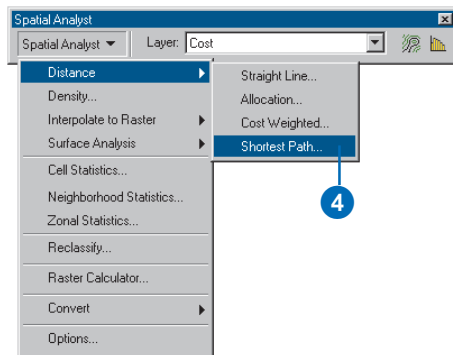 Spatial Analyst
Spatial Analyst Layer: Cost
Distance
Density...
Interpolate to Raster
Surface Analysis
Cell Statistics...
Neighborhood Statistics...
Zonal Statistics...
Reclassify...
Raster Calculator...
Convert
Options...
Straight Line...
Allocation...
Cost Weighted...
Shortest Path...
4